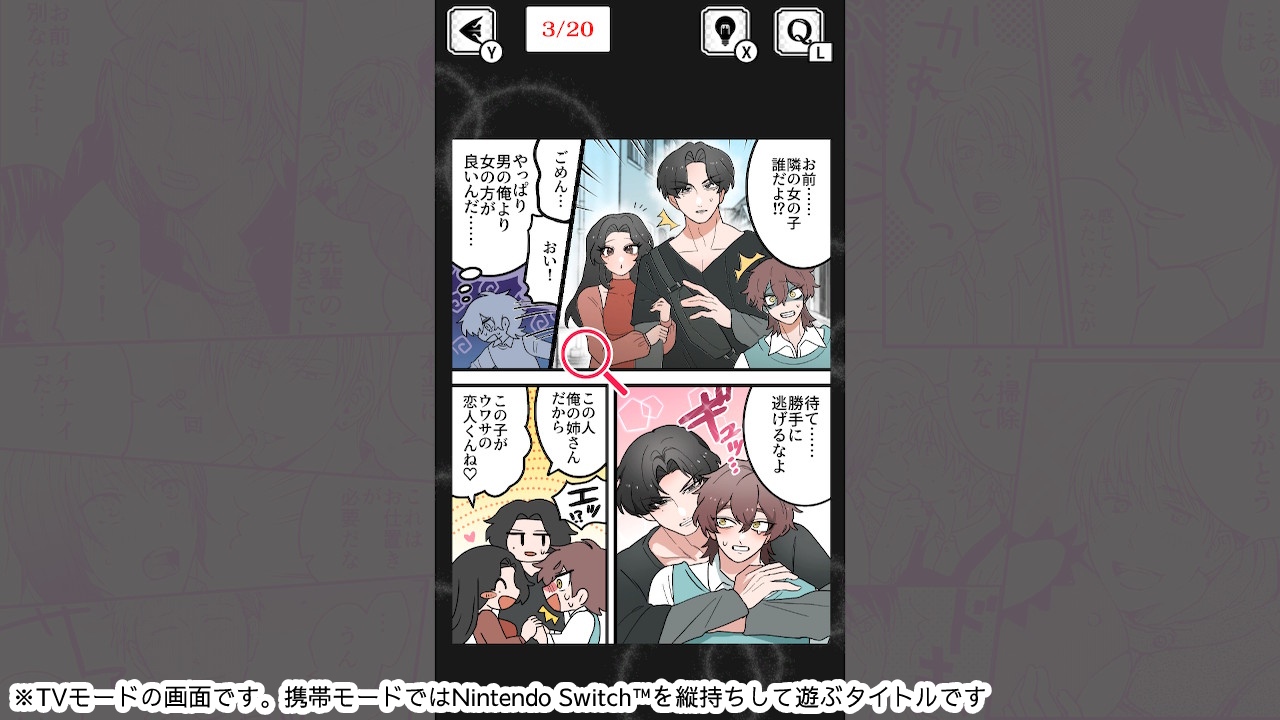 3/20
Y
X
Q
L
お前……
隣の女の子
誰だよ!?
ごめん…
やっぱり
男の俺より
女の方が
良いんだ……
おい!
待て……
勝手に
逃げるなよ
ギュッ…
この人
俺の姉さん
だから
エッ!?
この子が
ウワサの
恋人くんね♡
※TVモードの画面です。携帯モードではNintendo Switch™を縦持ちして遊ぶタイトルです